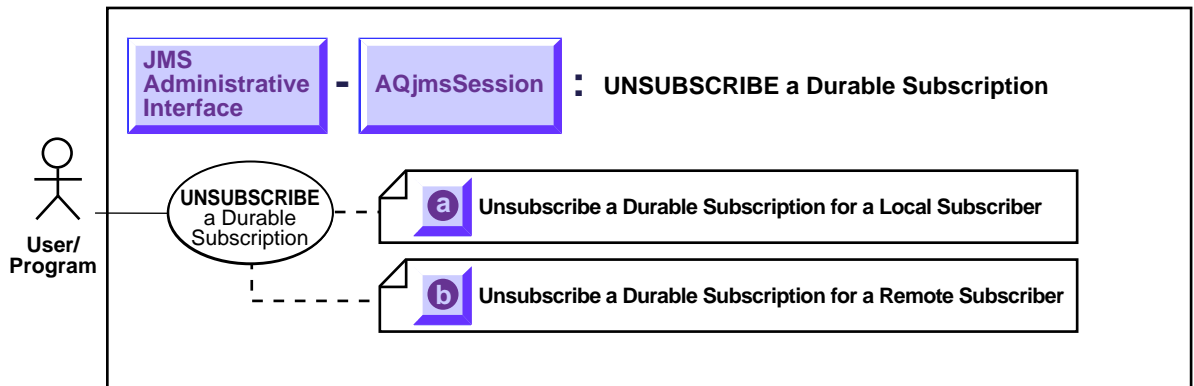 JMS
Administrative
Interface
- AQjmsSession : UNSUBSCRIBE a Durable Subscription
User/
Program
UNSUBSCRIBE
a Durable
Subscription
a Unsubscribe a Durable Subscription for a Local Subscriber
b Unsubscribe a Durable Subscription for a Remote Subscriber